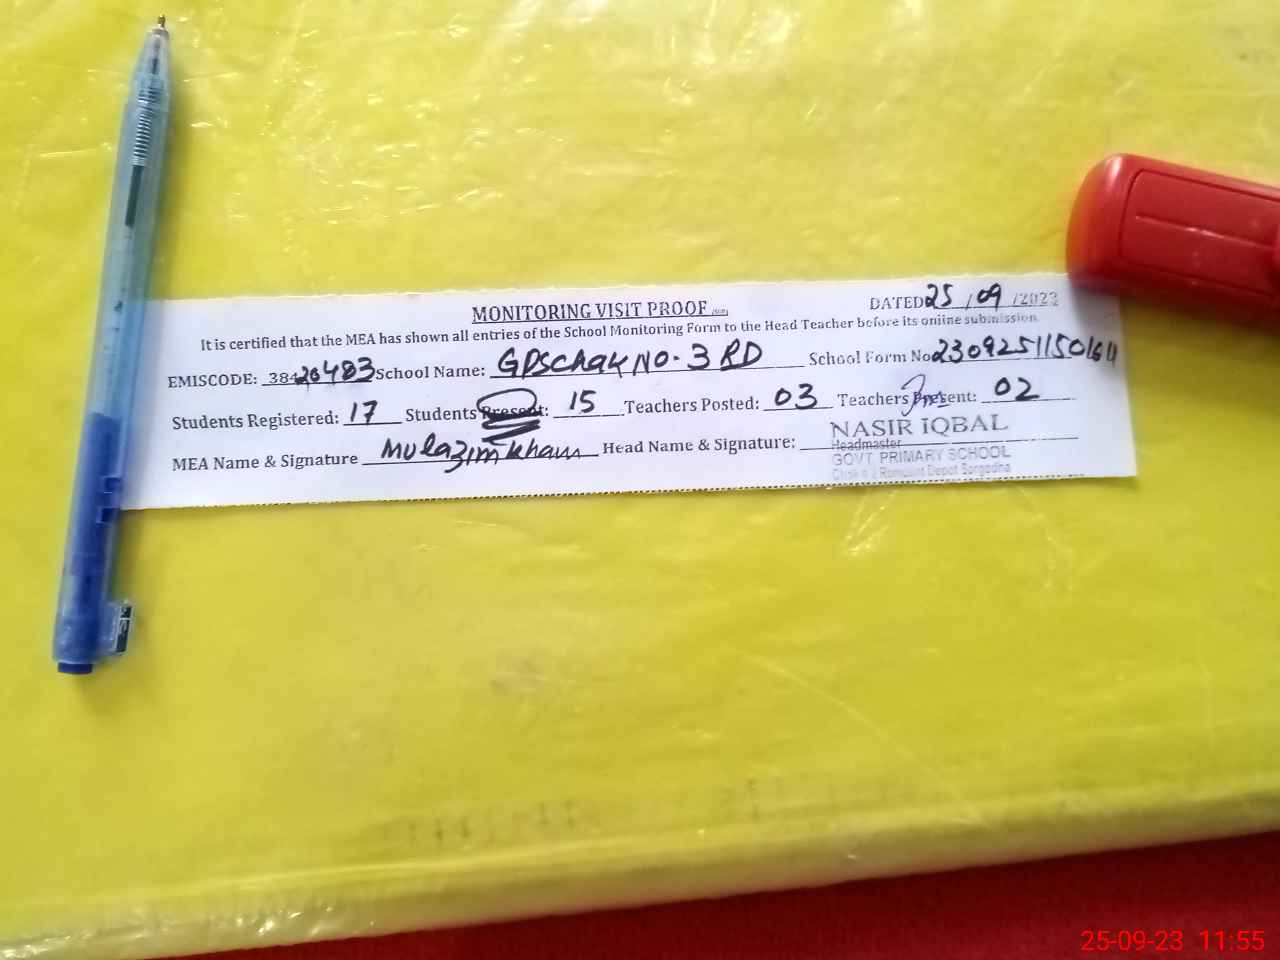 MONITORING VISIT PROOF
DATED 25 / 09 /2023
It is certified that the MEA has shown all entries of the School Monitoring Form to the Head Teacher before its online submission
EMISCODE: 38420483 School Name: GPSChak No. 3 RD School Form No
Students Registered: 17 Students Present: 15 Teachers Posted: 03 Teachers Present: 02
MEA Name & Signature Mulazim Khan Head Name & Signature:
NASIR IQBAL
Headmaster
GOVT PRIMARY SCHOOL
Depot Sargodha
25-09-23 11:55